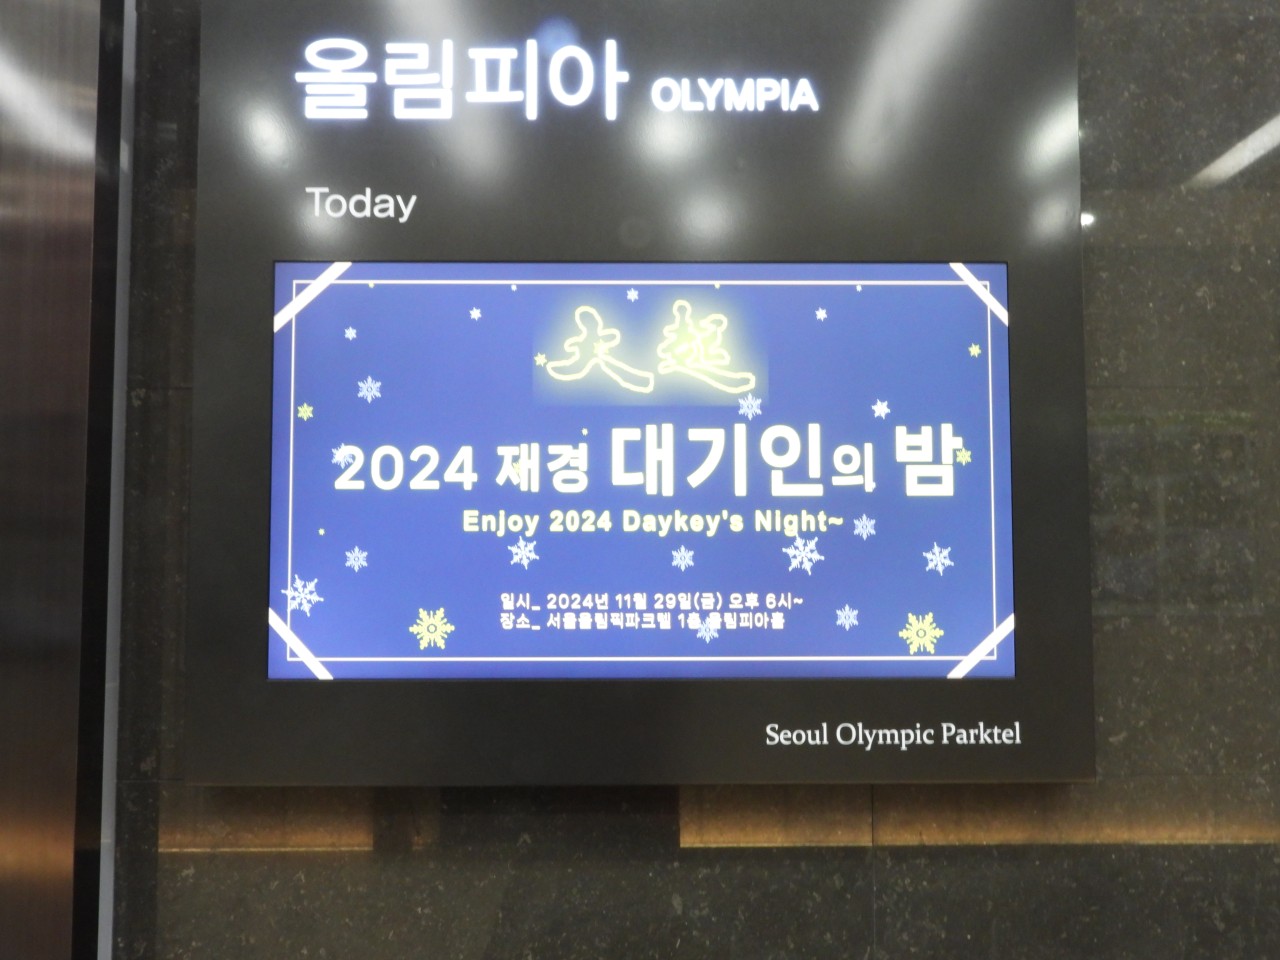 올림피아 OLYMPIA
Today
2024 재경 대기인의 밤
Enjoy 2024 Daykey's Night~
일시_ 2024년 11월 29일(금) 오후 6시~
장소_ 서울올림픽파크텔 1층 올림피아홀
Seoul Olympic Parktel